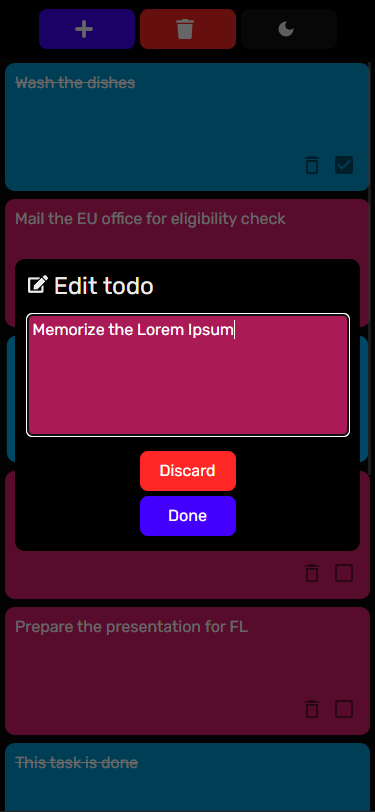 Wash the dishes
Mail the EU office for eligibility check
Edit todo
Memorize the Lorem Ipsum
Discard
Done
Prepare the presentation for FL
This task is done